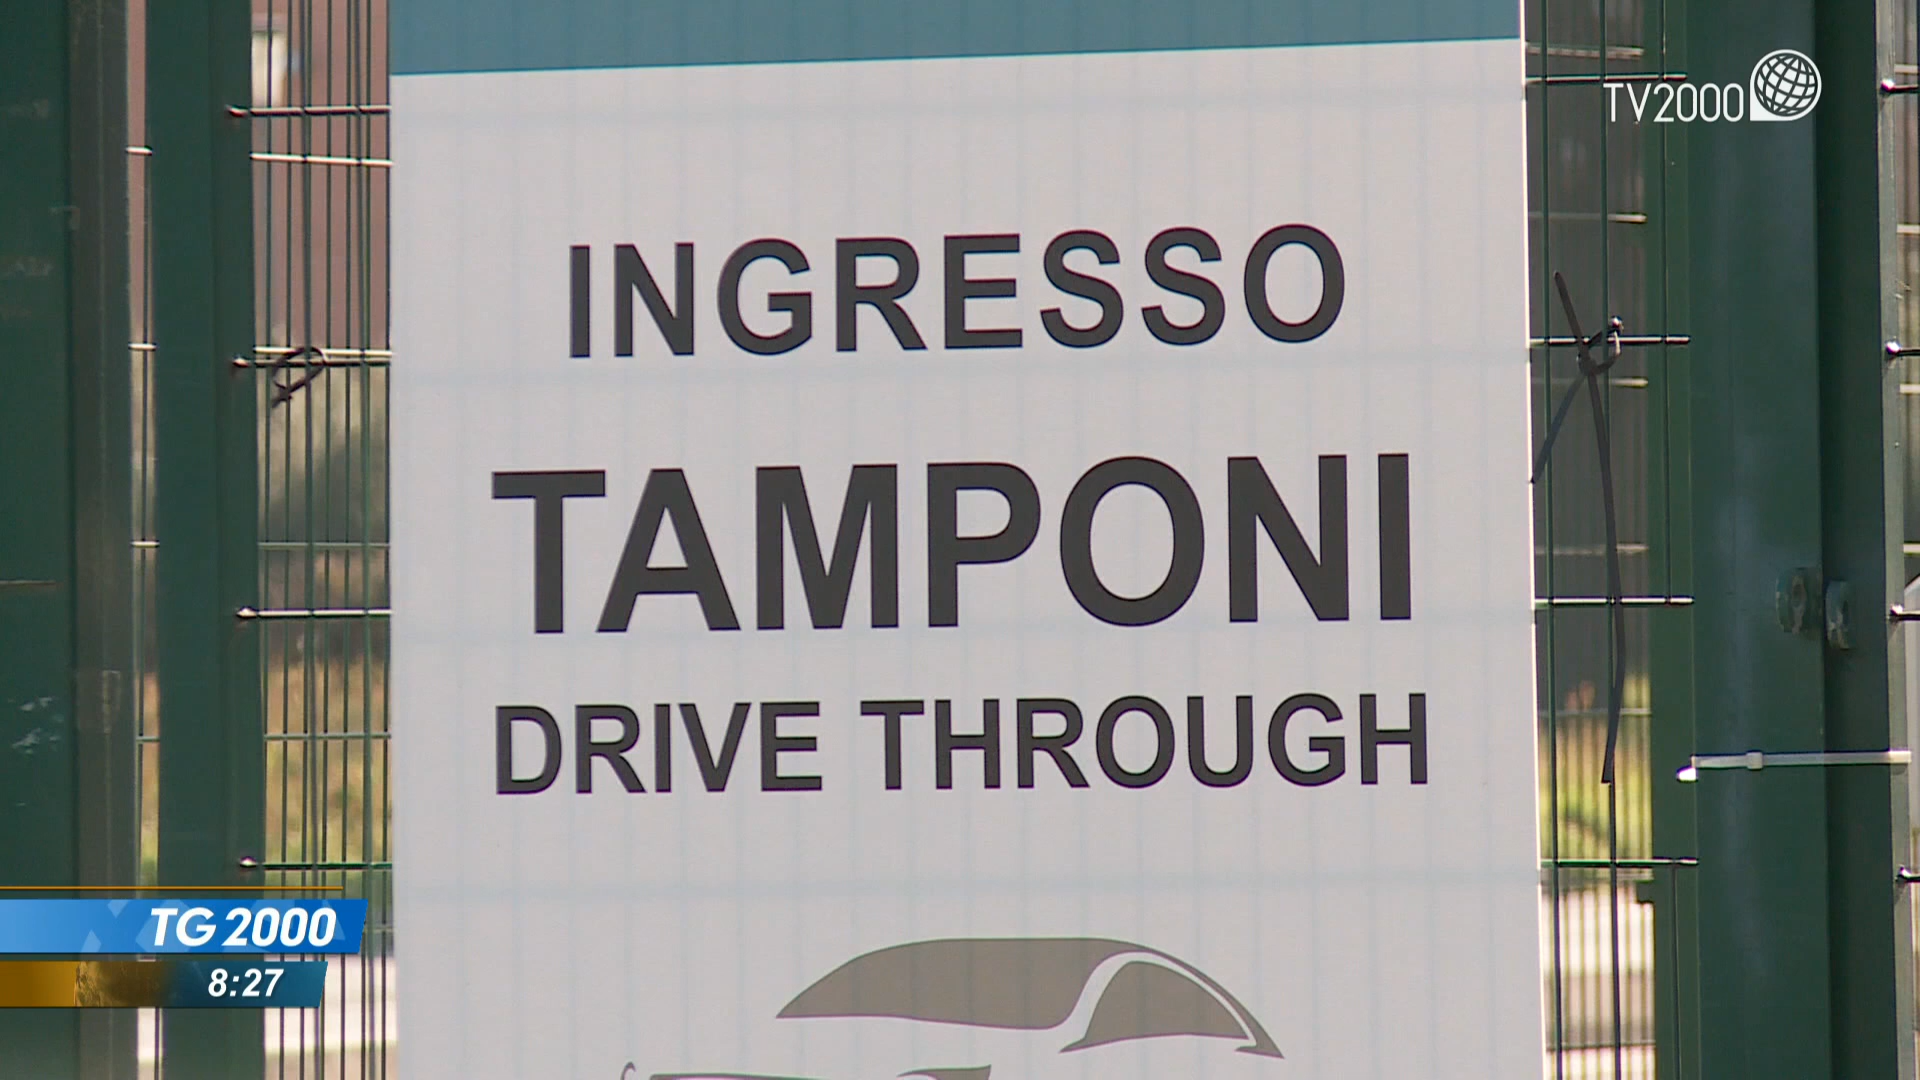 TV2000
INGRESSO
TAMPONI
DRIVE THROUGH
TG 2000
8:27